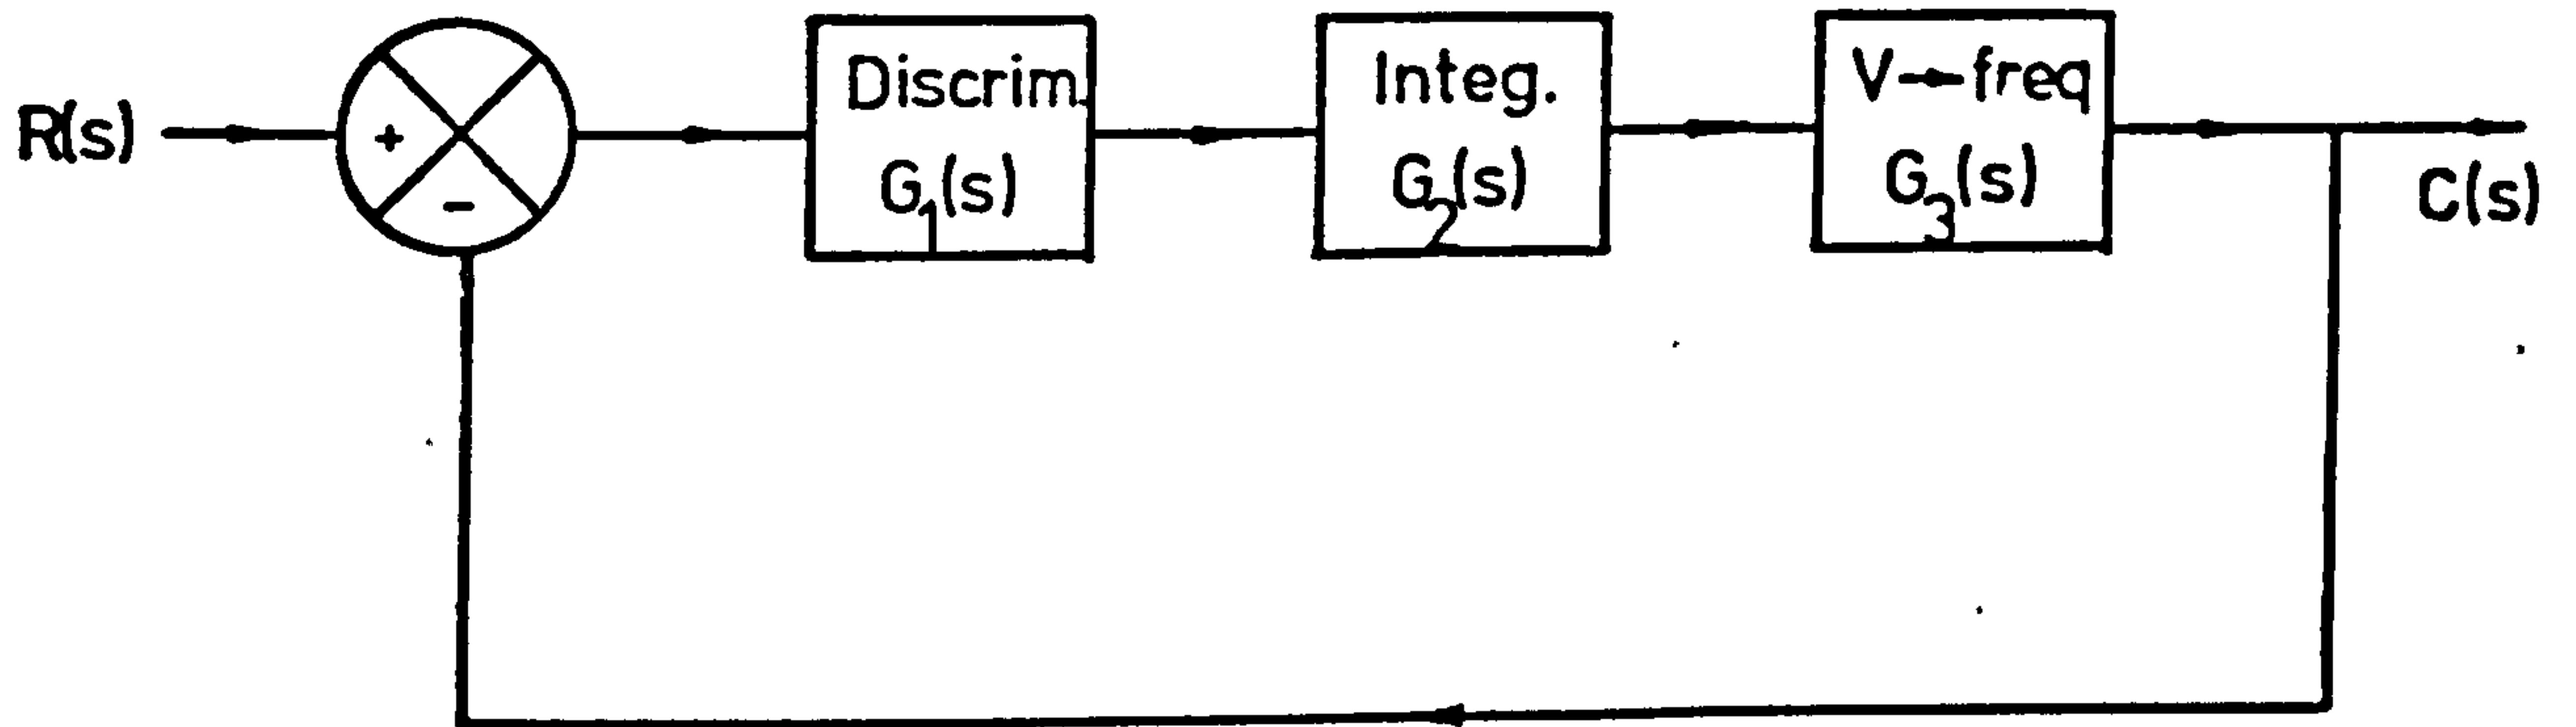 R(s)
+
-
Discrim.
G₁(s)
Integ.
G₂(s)
V→freq
G₃(s)
C(s)